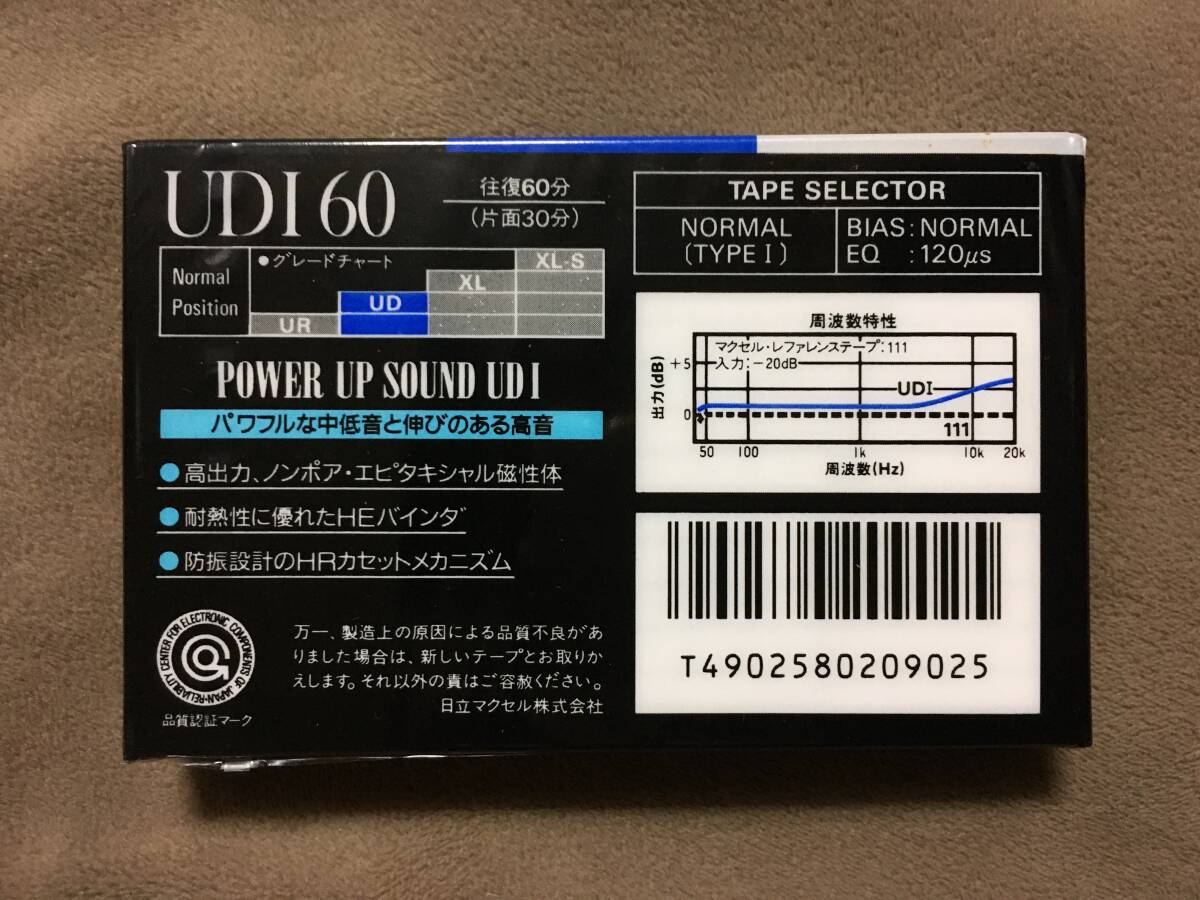 UDI 60
往復60分
(片面30分)
Normal
Position
●グレードチャート
XL-S
XL
UD
UR
POWER UP SOUND UD I
パワフルな中低音と伸びのある高音
●高出力、ノンポア・エピタキシャル磁性体
●耐熱性に優れたHEバインダ
●防振設計のHRカセットメカニズム
RELIABILITY CENTER FOR ELECTRONIC COMPONENTS OF JAPAN
品質認証マーク
万一、製造上の原因による品質不良があ
りました場合は、新しいテープとお取りか
えします。それ以外の責はご容赦ください。
日立マクセル株式会社
TAPE SELECTOR
NORMAL
(TYPE I)
BIAS: NORMAL
EQ : 120μs
周波数特性
マクセル・レファレンステープ:111
入力:-20dB
出力(dB)
+5
0
UDI
111
50 100 1k 10k 20k
周波数(Hz)
T4902580209025